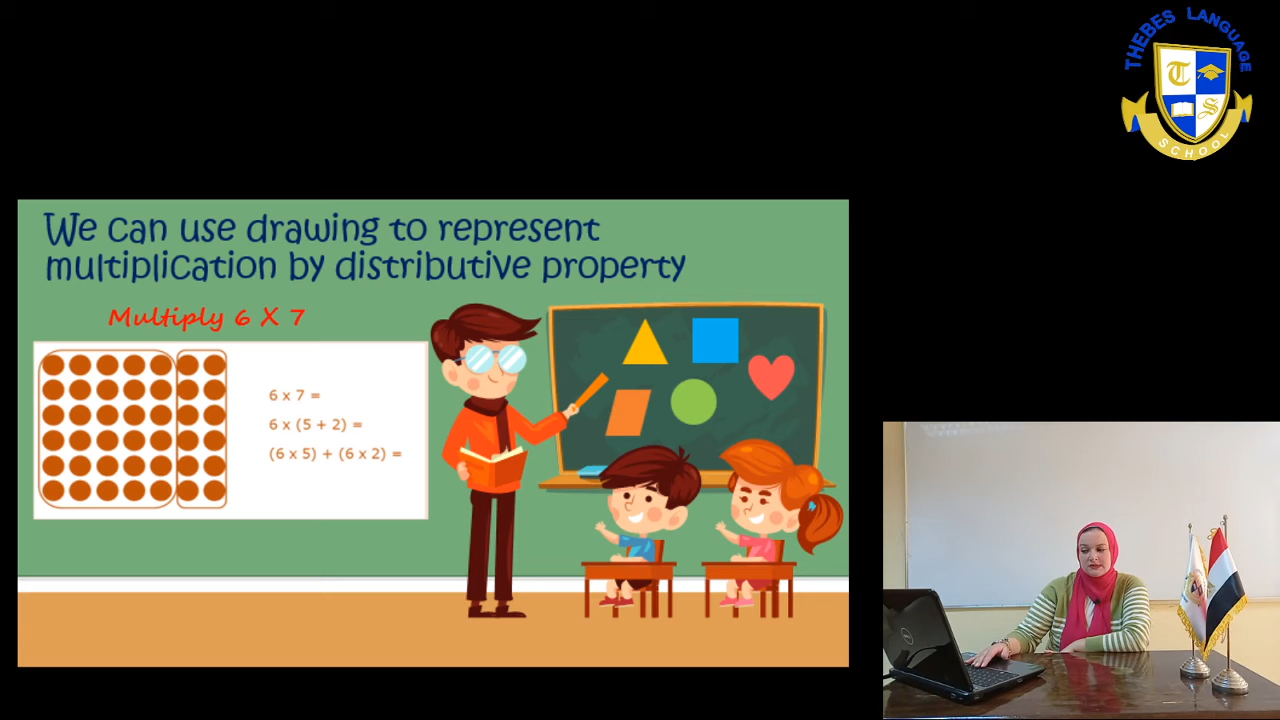 THEBES LANGUAGE
T
S
SCHOOL
We can use drawing to represent
multiplication by distributive property
Multiply 6 X 7
6 x 7 =
6 x (5 + 2) =
(6 x 5) + (6 x 2) =